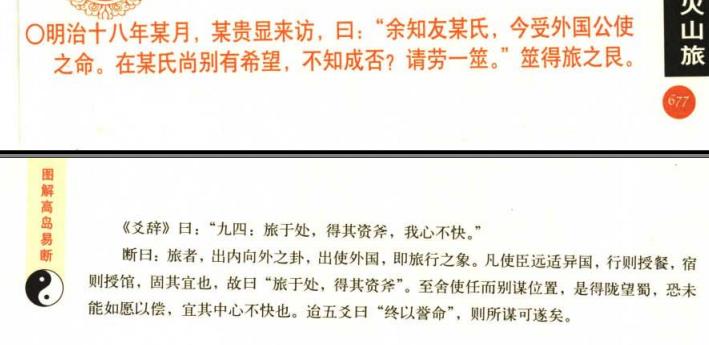 火山旅
〇明治十八年某月，某贵显来访，曰：“余知友某氏，今受外国公使
之命。在某氏尚别有希望，不知成否？请劳一筮。”筮得旅之艮。
677
图解高岛易断
《爻辞》曰：“九四：旅于处，得其资斧，我心不快。”
断曰：旅者，出内向外之卦，出使外国，即旅行之象。凡使臣远适异国，行则授餐，宿
则授馆，固其宜也，故曰“旅于处，得其资斧”。至舍使任而别谋位置，是得陇望蜀，恐未
能如愿以偿，宜其中心不快也。迨五爻曰“终以誉命”，则所谋可遂矣。